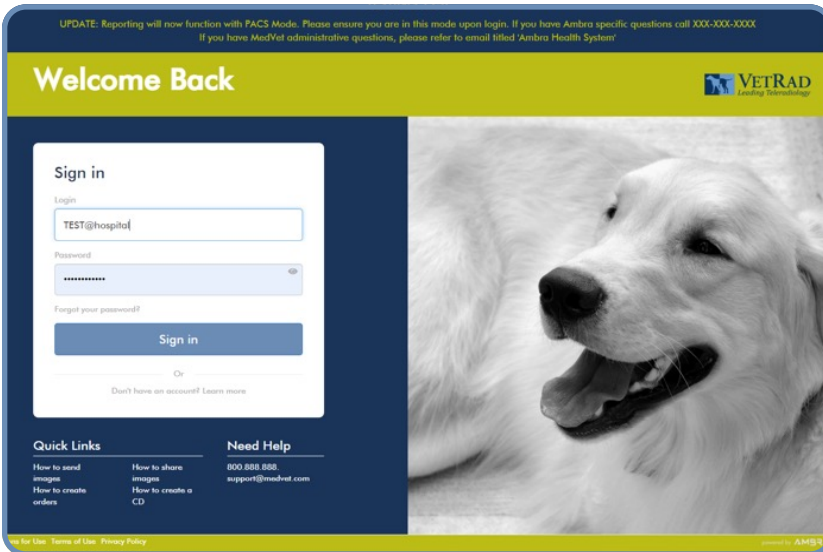 UPDATE: Reporting will now function with PACS Mode. Please ensure you are in this mode upon login. If you have Ambra specific questions call XXX-XXX-XXXX
If you have MedVet administrative questions, please refer to email titled 'Ambra Health System'
Welcome Back
VETRAD
Leading Teleradiology
Sign in
Login
TEST@hospital
Password
Forgot your password?
Sign in
Or
Don't have an account? Learn more
Quick Links
Need Help
How to send
images
How to create
orders
How to share
images
How to create a
CD
800.888.888.
support@medvet.com
for Use Terms of Use Privacy Policy
powered by AMBR